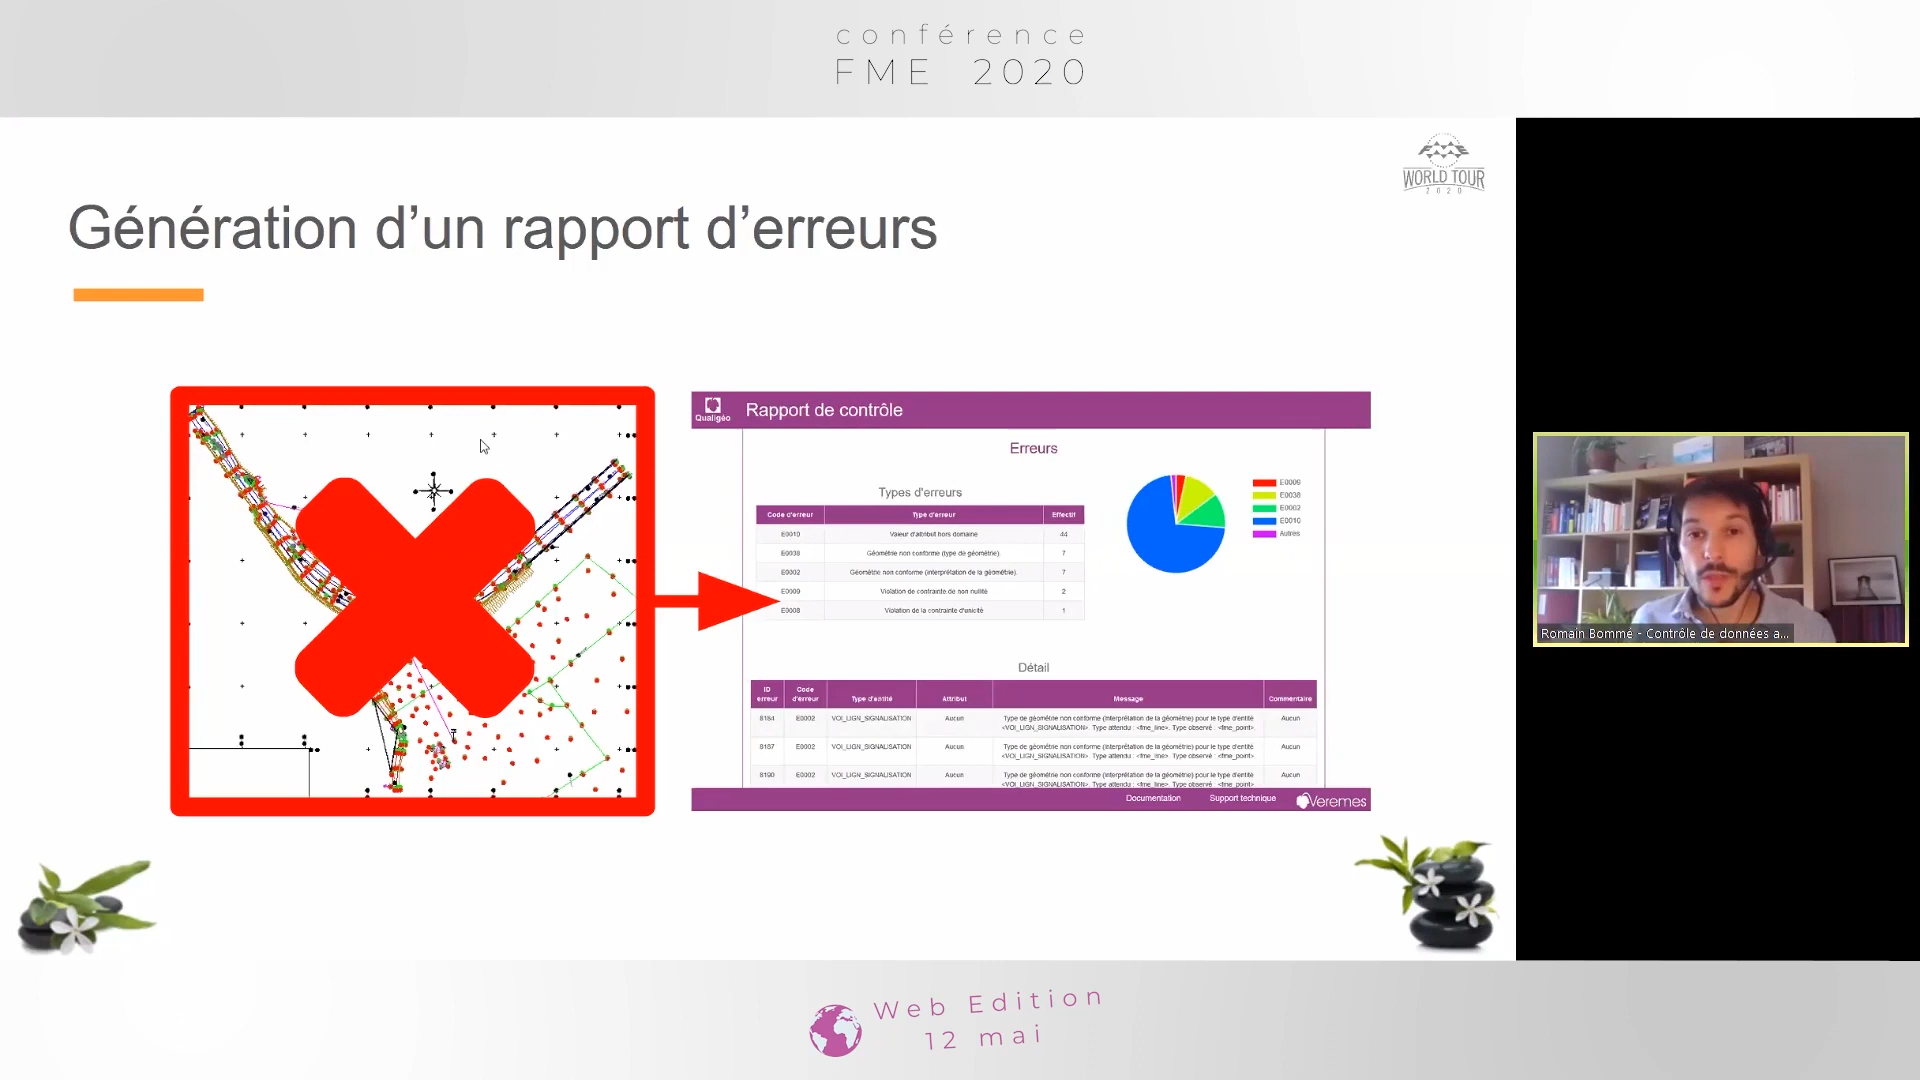 conférence
FME 2020
WORLD TOUR
2020
Génération d’un rapport d’erreurs
Qualigéo
Rapport de contrôle
Erreurs
Types d'erreurs
Code d'erreur Type d'erreur Effectif
E0010 Valeur d'attribut hors domaine 44
E0038 Géométrie non conforme (type de géométrie). 7
E0002 Géométrie non conforme (interprétation de la géométrie). 7
E0009 Violation de contrainte de non nullité 2
E0008 Violation de la contrainte d'unicité 1
E0009
E0038
E0002
E0010
Autres
Détail
ID erreur Code d'erreur Type d'entité Attribut Message Commentaire
8184 E0002 VOI_LIGN_SIGNALISATION Aucun Type de géométrie non conforme (interprétation de la géométrie) pour le type d'entité Aucun
<VOI_LIGN_SIGNALISATION>. Type attendu : <fme_line>. Type observé : <fme_point>
8187 E0002 VOI_LIGN_SIGNALISATION Aucun Type de géométrie non conforme (interprétation de la géométrie) pour le type d'entité Aucun
<VOI_LIGN_SIGNALISATION>. Type attendu : <fme_line>. Type observé : <fme_point>
8190 E0002 VOI_LIGN_SIGNALISATION Aucun Type de géométrie non conforme (interprétation de la géométrie) pour le type d'entité Aucun
<VOI_LIGN_SIGNALISATION>. Type attendu : <fme_line>. Type observé : <fme_point>
Documentation Support technique Veremes
Romain Bommé - Contrôle de données a...
Web Edition
12 mai